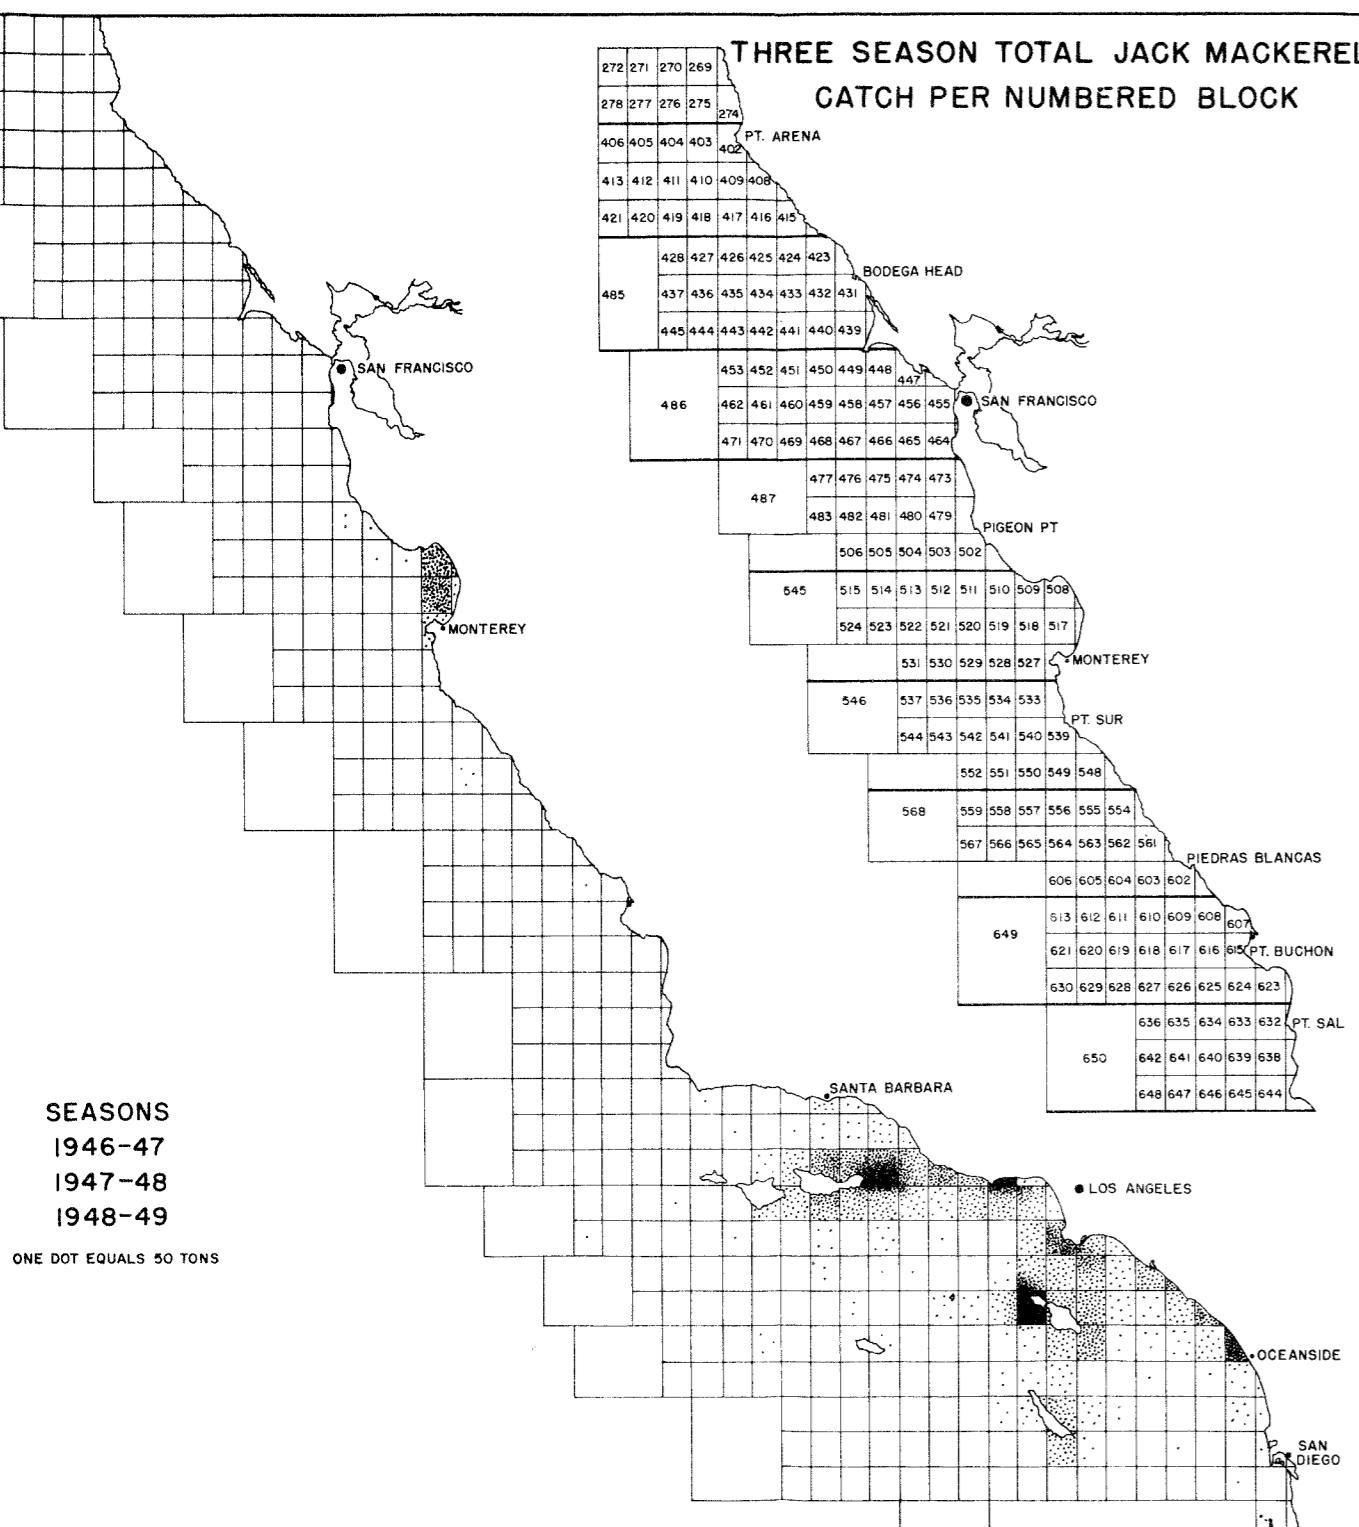 THREE SEASON TOTAL JACK MACKEREL
CATCH PER NUMBERED BLOCK
272 271 270 269
278 277 276 275 274
PT. ARENA
406 405 404 403 402
413 412 411 410 409 408
421 420 419 418 417 416 415
428 427 426 425 424 423
BODEGA HEAD
485 437 436 435 434 433 432 431
445 444 443 442 441 440 439
453 452 451 450 449 448 447
486 462 461 460 459 458 457 456 455
SAN FRANCISCO
471 470 469 468 467 466 465 464
477 476 475 474 473
487
483 482 481 480 479
PIGEON PT
506 505 504 503 502
545 515 514 513 512 511 510 509 508
524 523 522 521 520 519 518 517
531 530 529 528 527
MONTEREY
546 537 536 535 534 533
PT. SUR
544 543 542 541 540 539
552 551 550 549 548
568 559 558 557 556 555 554
567 566 565 564 563 562 561
PIEDRAS BLANCAS
606 605 604 603 602
613 612 611 610 609 608 607
649
621 620 619 618 617 616 615
PT. BUCHON
630 629 628 627 626 625 624 623
636 635 634 633 632
PT. SAL
650 642 641 640 639 638
648 647 646 645 644
SAN FRANCISCO
MONTEREY
SANTA BARBARA
LOS ANGELES
OCEANSIDE
SAN
DIEGO
SEASONS
1946-47
1947-48
1948-49
ONE DOT EQUALS 50 TONS